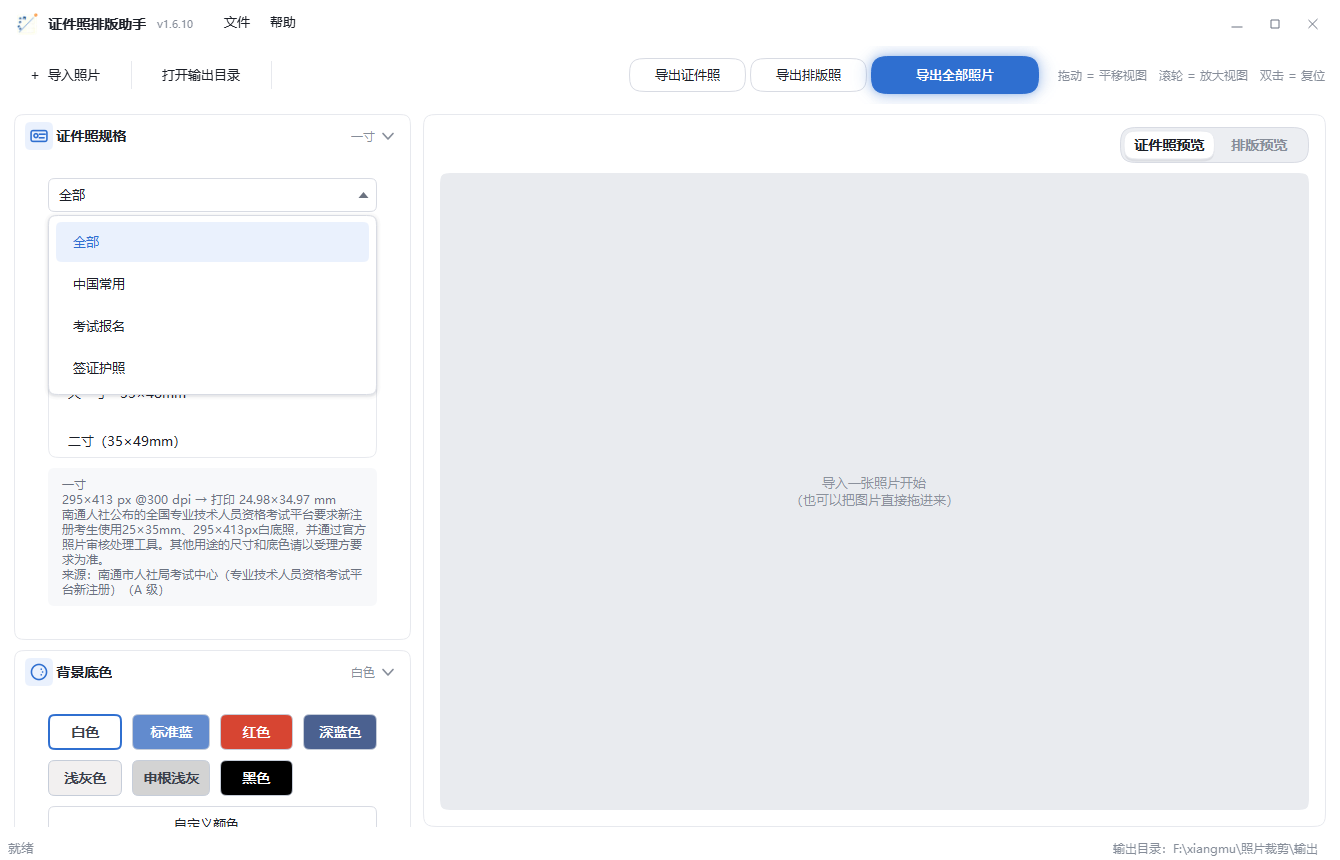 证件照排版助手 v1.6.10 文件 帮助
+ 导入照片 打开输出目录 导出证件照 导出排版照 导出全部照片 拖动 = 平移视图 滚轮 = 放大视图 双击 = 复位
证件照规格 一寸
证件照预览 排版预览
全部
全部
中国常用
考试报名
签证护照
二寸（35×49mm）
一寸
295×413 px @300 dpi → 打印 24.98×34.97 mm
南通人社公布的全国专业技术人员资格考试平台要求新注
册考生使用25×35mm、295×413px白底照，并通过官方
照片审核处理工具。其他用途的尺寸和底色请以受理方要
求为准。
来源：南通市人社局考试中心（专业技术人员资格考试平
台新注册）（A 级）
导入一张照片开始
（也可以把图片直接拖进来）
背景底色 白色
白色 标准蓝 红色 深蓝色
浅灰色 申根浅灰 黑色
自定义颜色
就绪 输出目录：F:\xiangmu\照片裁剪\输出